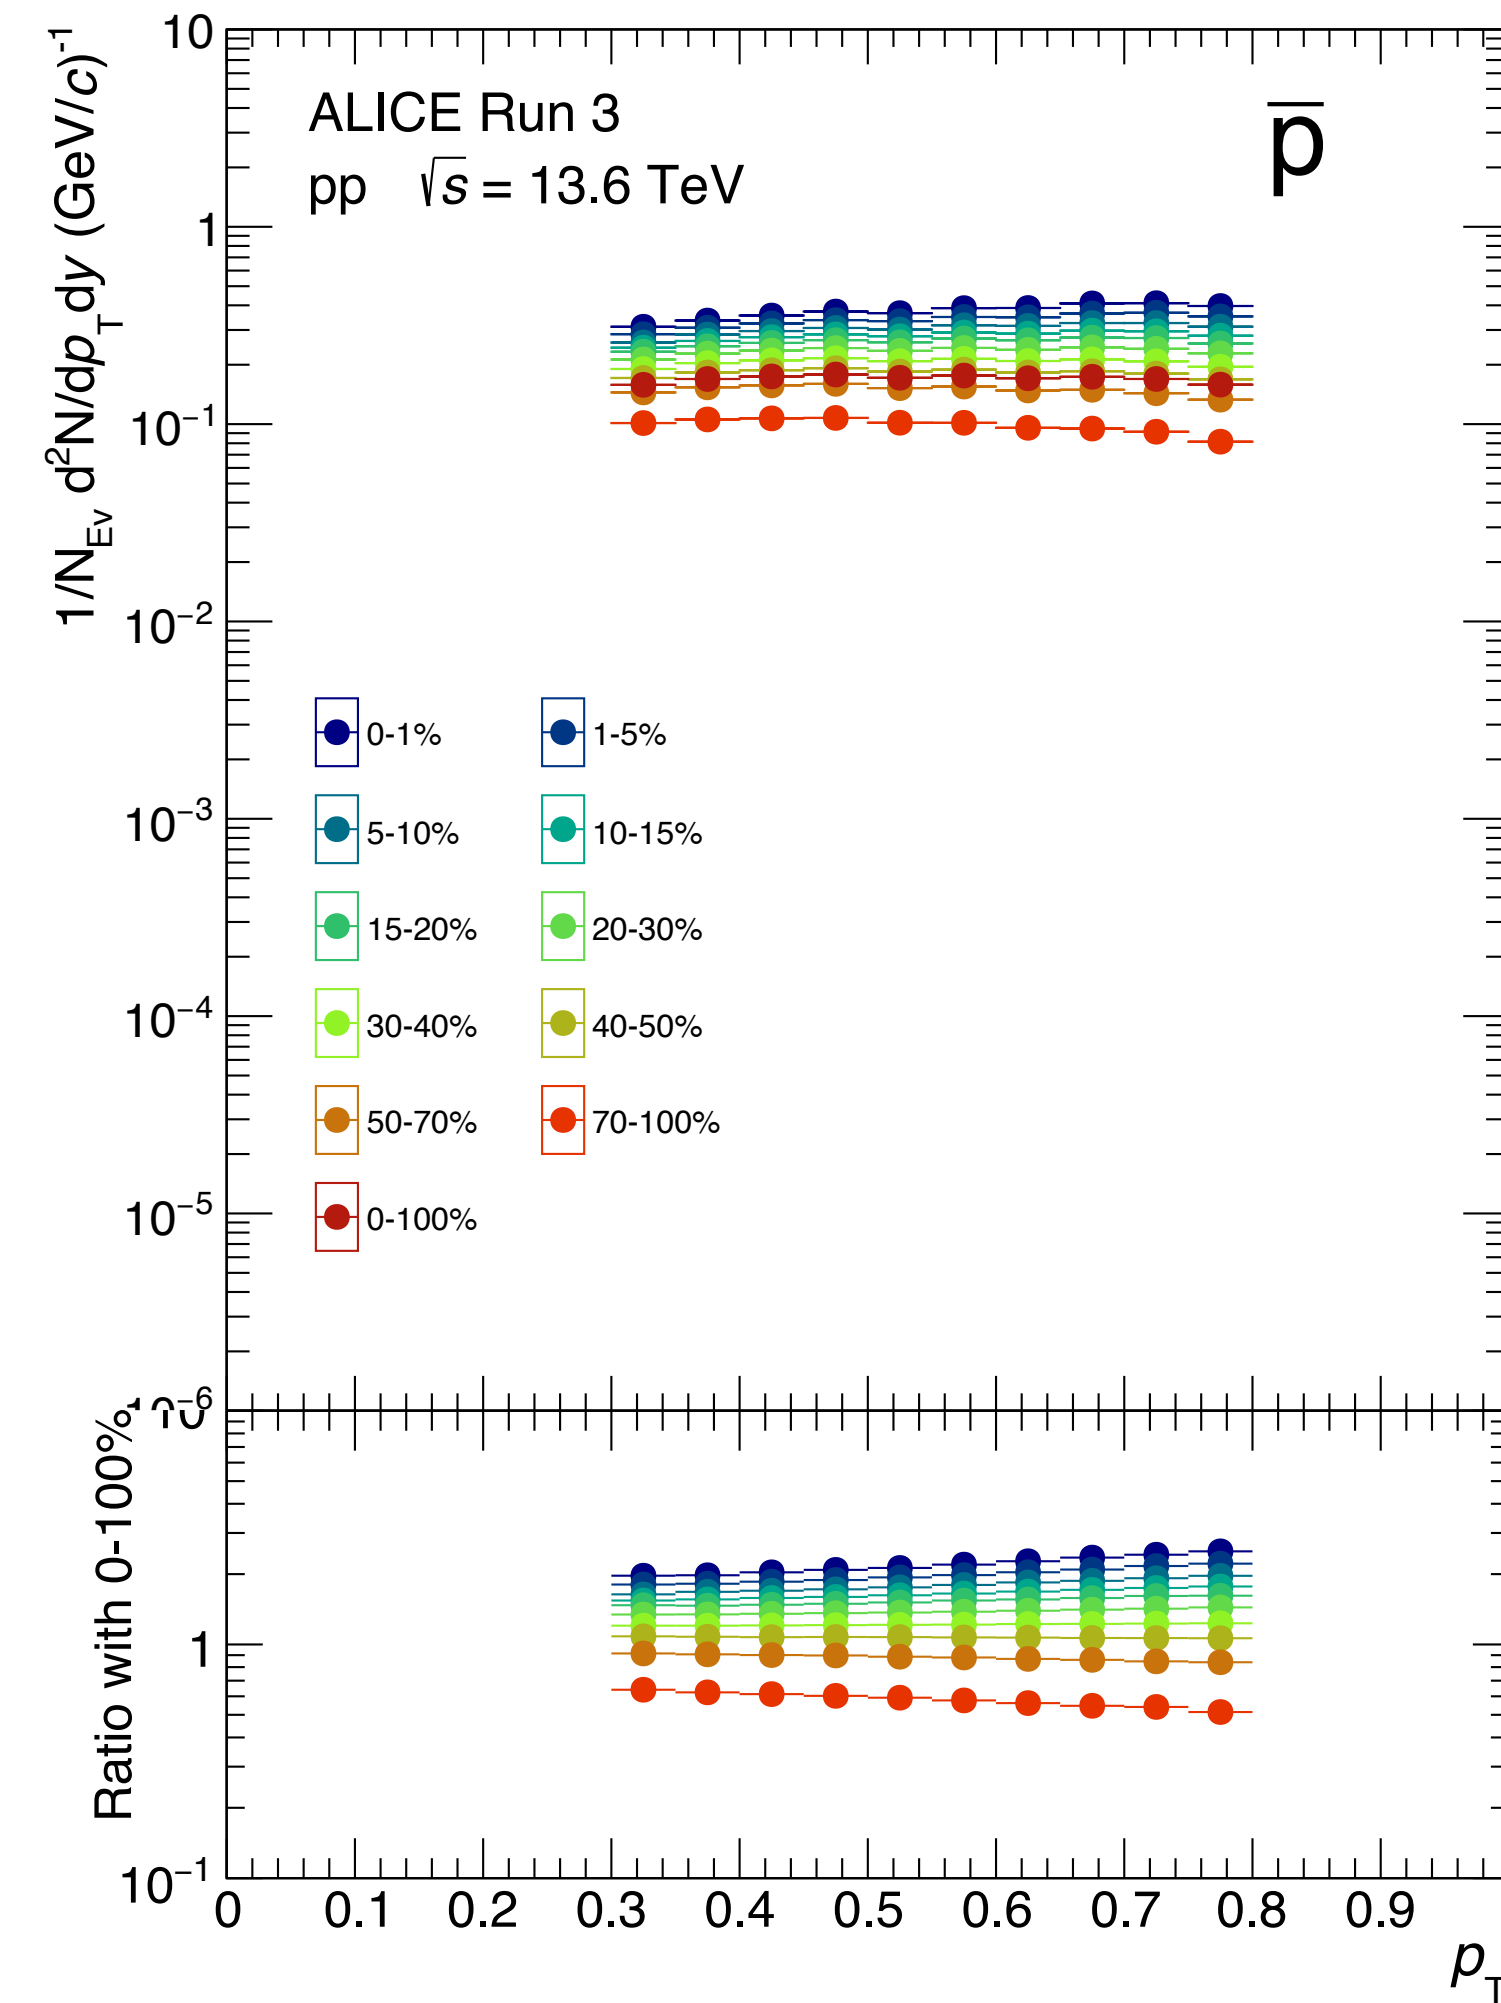 10
1/N_Ev d²N/dp_T dy (GeV/c)⁻¹
ALICE Run 3
p̅
pp √s = 13.6 TeV
1
10⁻¹
10⁻²
0-1% 1-5%
10⁻³
5-10% 10-15%
15-20% 20-30%
10⁻⁴
30-40% 40-50%
50-70% 70-100%
10⁻⁵
0-100%
10⁻⁶
Ratio with 0-100%
1
10⁻¹
0 0.1 0.2 0.3 0.4 0.5 0.6 0.7 0.8 0.9
p_T